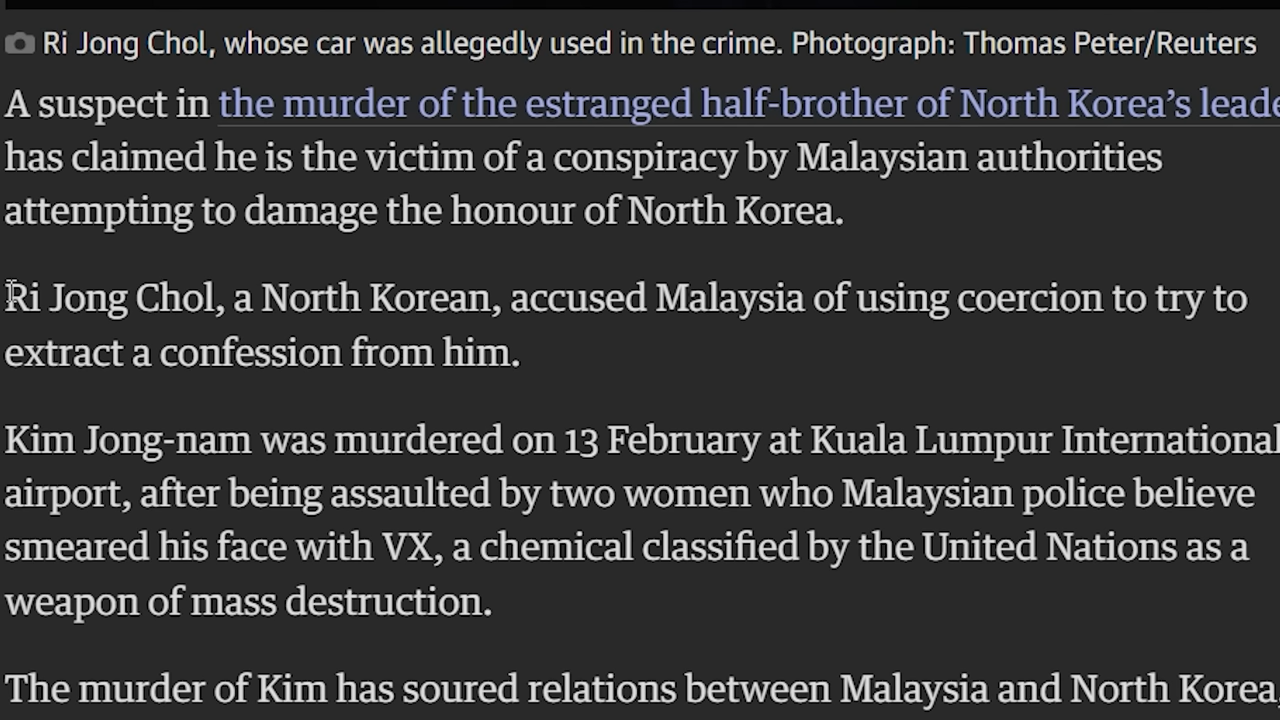 Ri Jong Chol, whose car was allegedly used in the crime. Photograph: Thomas Peter/Reuters
A suspect in the murder of the estranged half-brother of North Korea’s leade
has claimed he is the victim of a conspiracy by Malaysian authorities
attempting to damage the honour of North Korea.
Ri Jong Chol, a North Korean, accused Malaysia of using coercion to try to
extract a confession from him.
Kim Jong-nam was murdered on 13 February at Kuala Lumpur International
airport, after being assaulted by two women who Malaysian police believe
smeared his face with VX, a chemical classified by the United Nations as a
weapon of mass destruction.
The murder of Kim has soured relations between Malaysia and North Korea,